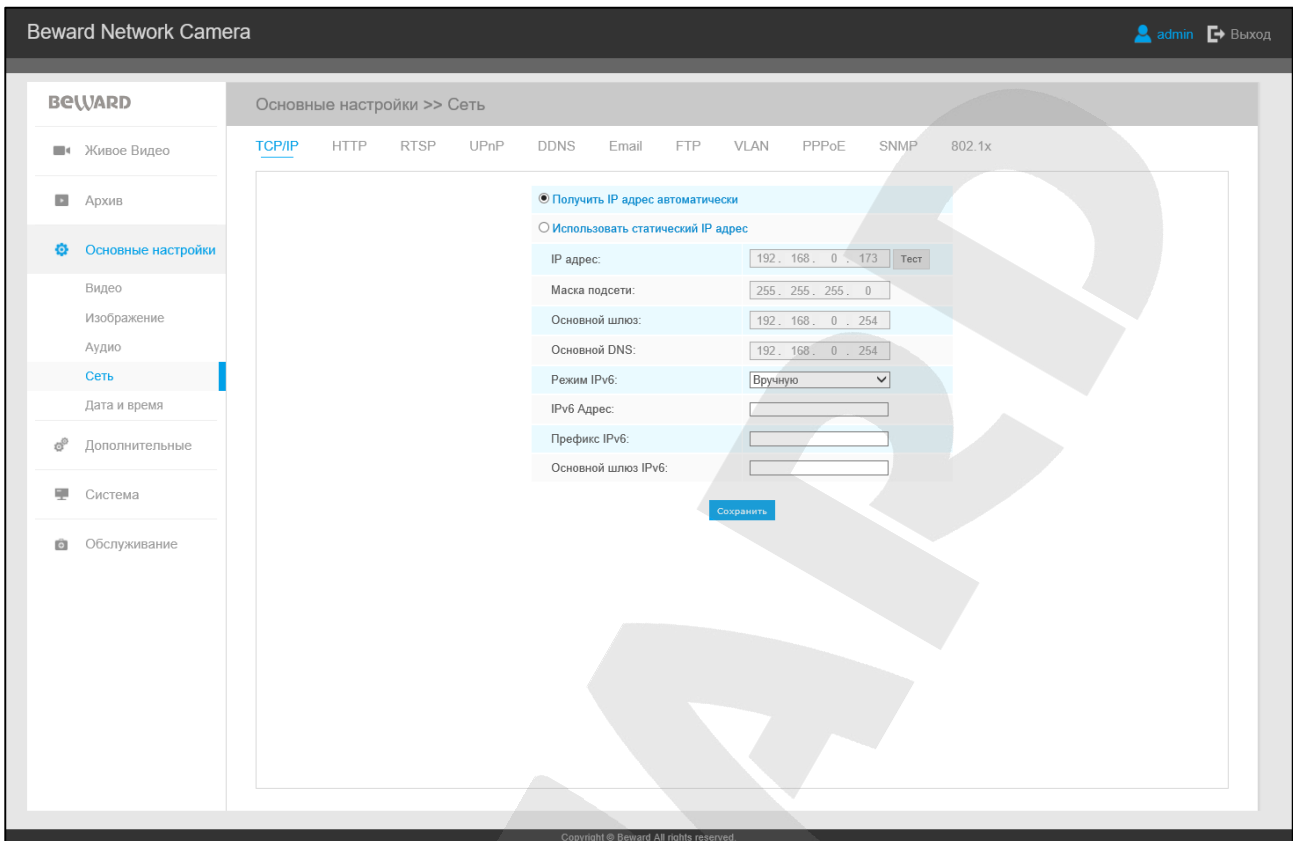 Beward Network Camera
admin Выход
BEWARD
Основные настройки >> Сеть
TCP/IP HTTP RTSP UPnP DDNS Email FTP VLAN PPPoE SNMP 802.1x
Живое Видео
Архив
Основные настройки
Видео
Изображение
Аудио
Сеть
Дата и время
Дополнительные
Система
Обслуживание
Получить IP адрес автоматически
Использовать статический IP адрес
IP адрес: 192. 168. 0 . 173 Тест
Маска подсети: 255. 255. 255. 0
Основной шлюз: 192. 168. 0 . 254
Основной DNS: 192. 168. 0 . 254
Режим IPv6: Вручную
IPv6 Адрес:
Префикс IPv6:
Основной шлюз IPv6:
Сохранить
Copyright © Beward All rights reserved.